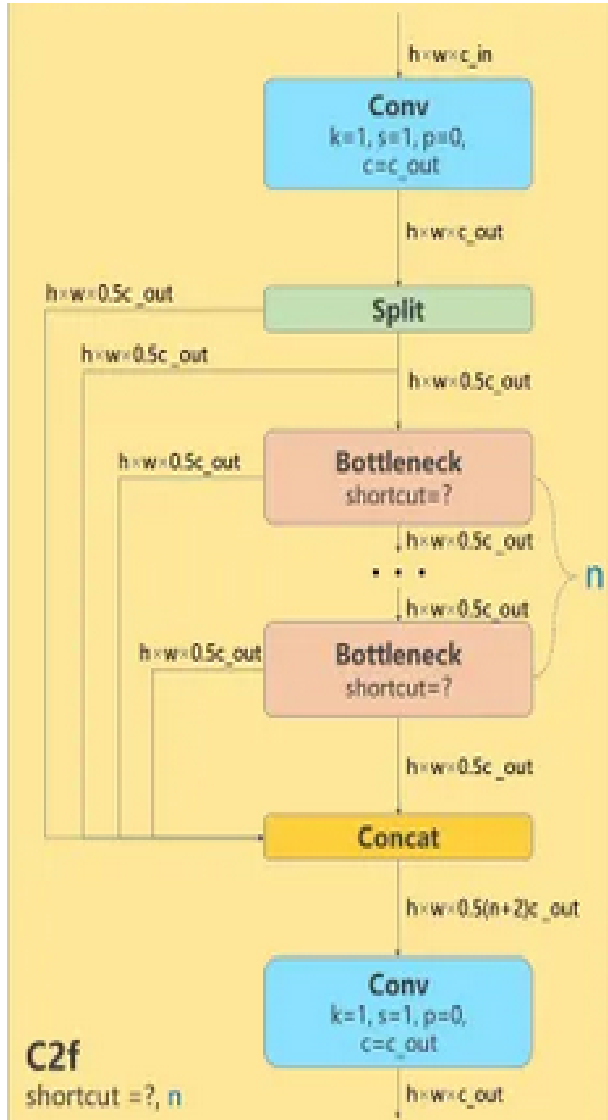 h×w×c_in
Conv
k=1, s=1, p=0,
c=c_out
h×w×c_out
h×w×0.5c_out
Split
h×w×0.5c_out
h×w×0.5c_out
h×w×0.5c_out
Bottleneck
shortcut=?
h×w×0.5c_out
...
n
h×w×0.5c_out
h×w×0.5c_out
Bottleneck
shortcut=?
h×w×0.5c_out
Concat
h×w×0.5(n+2)c_out
Conv
k=1, s=1, p=0,
c=c_out
C2f
shortcut =?, n
h×w×c_out